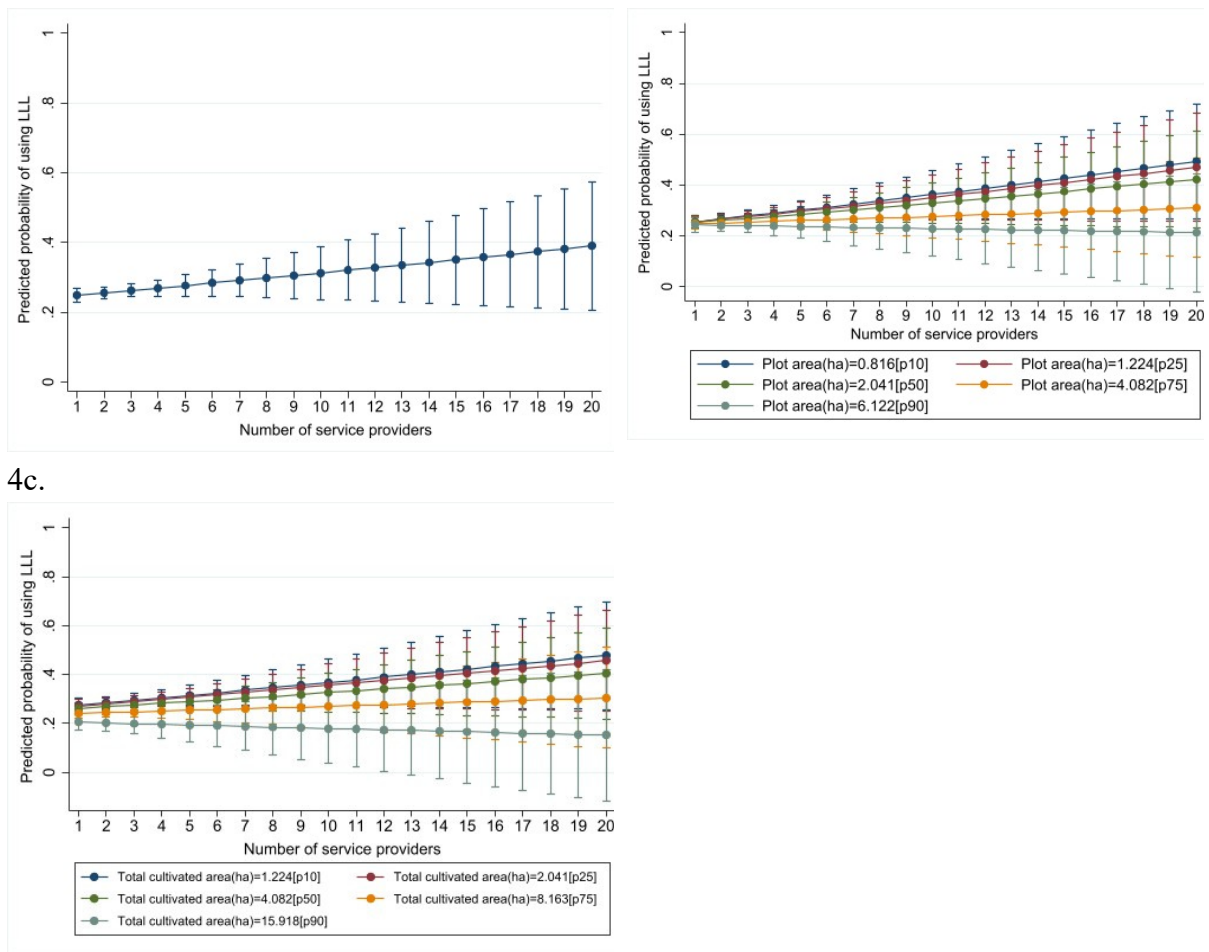 1
.8
.6
.4
.2
0
Predicted probability of using LLL
1 2 3 4 5 6 7 8 9 10 11 12 13 14 15 16 17 18 19 20
Number of service providers
1
.8
.6
.4
.2
0
Predicted probability of using LLL
1 2 3 4 5 6 7 8 9 10 11 12 13 14 15 16 17 18 19 20
Number of service providers
Plot area(ha)=0.816[p10] Plot area(ha)=1.224[p25]
Plot area(ha)=2.041[p50] Plot area(ha)=4.082[p75]
Plot area(ha)=6.122[p90]
4c.
1
.8
.6
.4
.2
0
Predicted probability of using LLL
1 2 3 4 5 6 7 8 9 10 11 12 13 14 15 16 17 18 19 20
Number of service providers
Total cultivated area(ha)=1.224[p10] Total cultivated area(ha)=2.041[p25]
Total cultivated area(ha)=4.082[p50] Total cultivated area(ha)=8.163[p75]
Total cultivated area(ha)=15.918[p90]